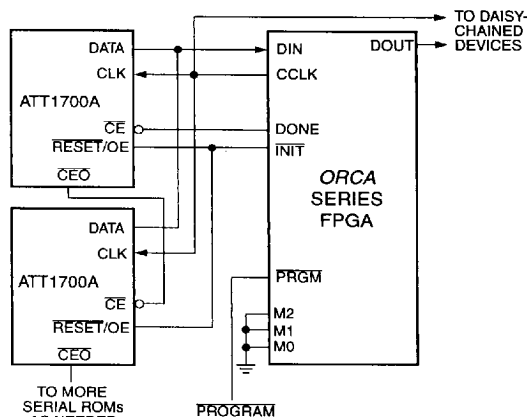 TO DAISY-
CHAINED
DEVICES
DATA
CLK
ATT1700A
CE
RESET/OE
CEO
DIN
DOUT
CCLK
DONE
INIT
ORCA
SERIES
FPGA
PRGM
M2
M1
M0
DATA
CLK
ATT1700A
CE
RESET/OE
CEO
TO MORE
SERIAL ROMs
PROGRAM